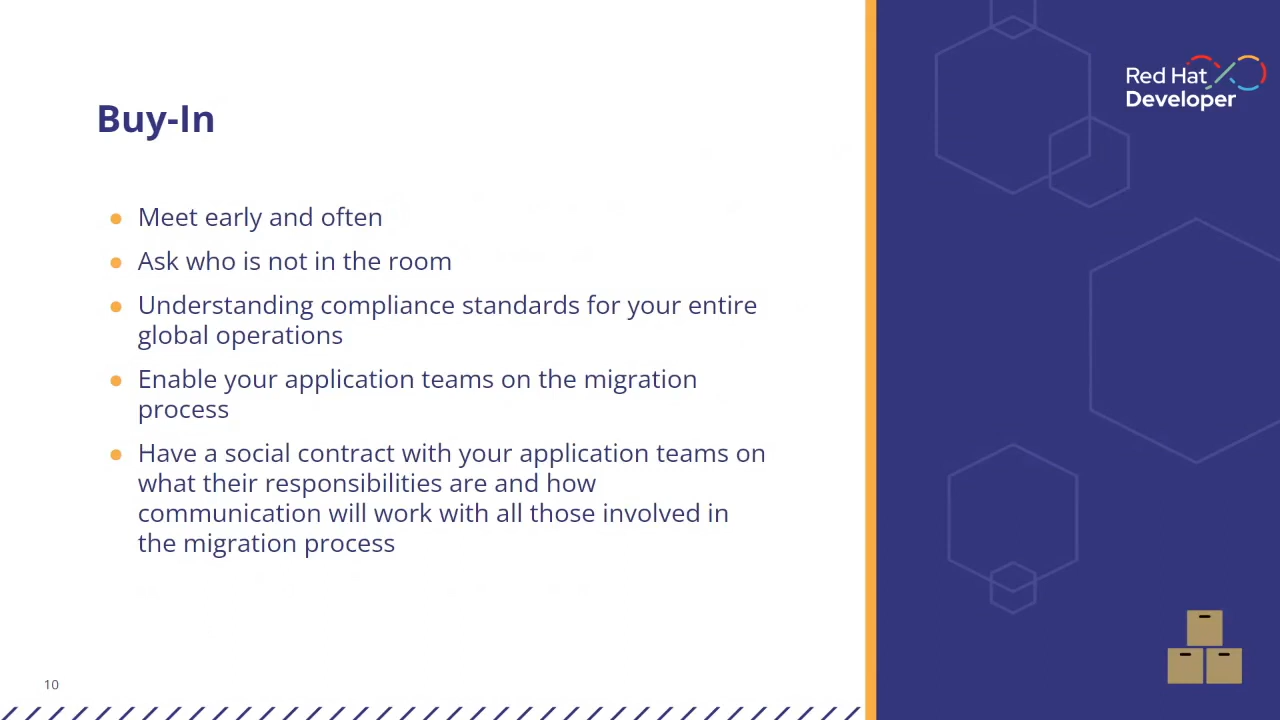 Red Hat
Developer
Buy-In
Meet early and often
Ask who is not in the room
Understanding compliance standards for your entire
global operations
Enable your application teams on the migration
process
Have a social contract with your application teams on
what their responsibilities are and how
communication will work with all those involved in
the migration process
10